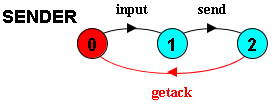 input send
SENDER
0 1 2
getack